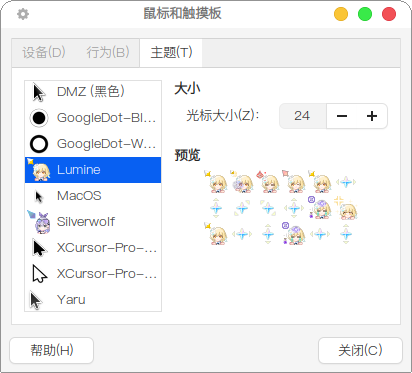 鼠标和触摸板
设备(D) 行为(B) 主题(T)
DMZ (黑色)
GoogleDot-Bl...
GoogleDot-W...
Lumine
MacOS
Silverwolf
XCursor-Pro-...
XCursor-Pro-...
Yaru
大小
光标大小(Z): 24 − +
预览
帮助(H) 关闭(C)